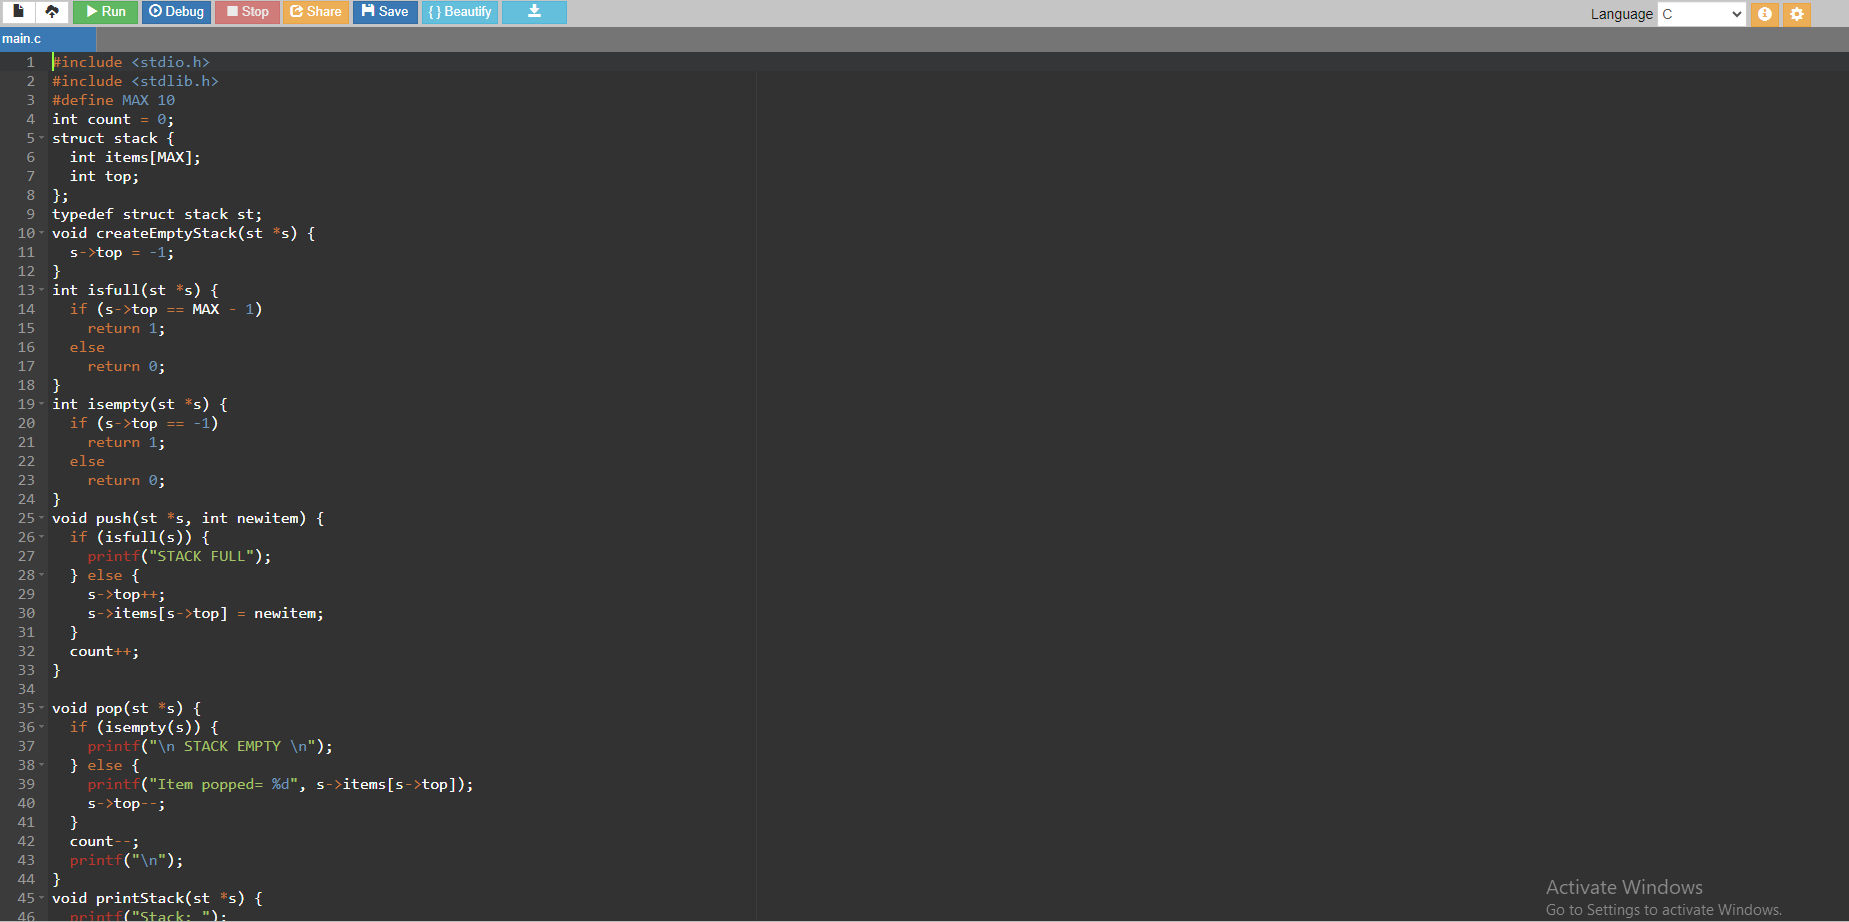 Run Debug Stop Share Save { } Beautify Language C
main.c
1 #include <stdio.h>
2 #include <stdlib.h>
3 #define MAX 10
4 int count = 0;
5 struct stack {
6   int items[MAX];
7   int top;
8 };
9 typedef struct stack st;
10 void createEmptyStack(st *s) {
11   s->top = -1;
12 }
13 int isfull(st *s) {
14   if (s->top == MAX - 1)
15     return 1;
16   else
17     return 0;
18 }
19 int isempty(st *s) {
20   if (s->top == -1)
21     return 1;
22   else
23     return 0;
24 }
25 void push(st *s, int newitem) {
26   if (isfull(s)) {
27     printf("STACK FULL");
28   } else {
29     s->top++;
30     s->items[s->top] = newitem;
31   }
32   count++;
33 }
34
35 void pop(st *s) {
36   if (isempty(s)) {
37     printf("\n STACK EMPTY \n");
38   } else {
39     printf("Item popped= %d", s->items[s->top]);
40     s->top--;
41   }
42   count--;
43   printf("\n");
44 }
45 void printStack(st *s) {
46   printf("Stack: ");
Activate Windows
Go to Settings to activate Windows.